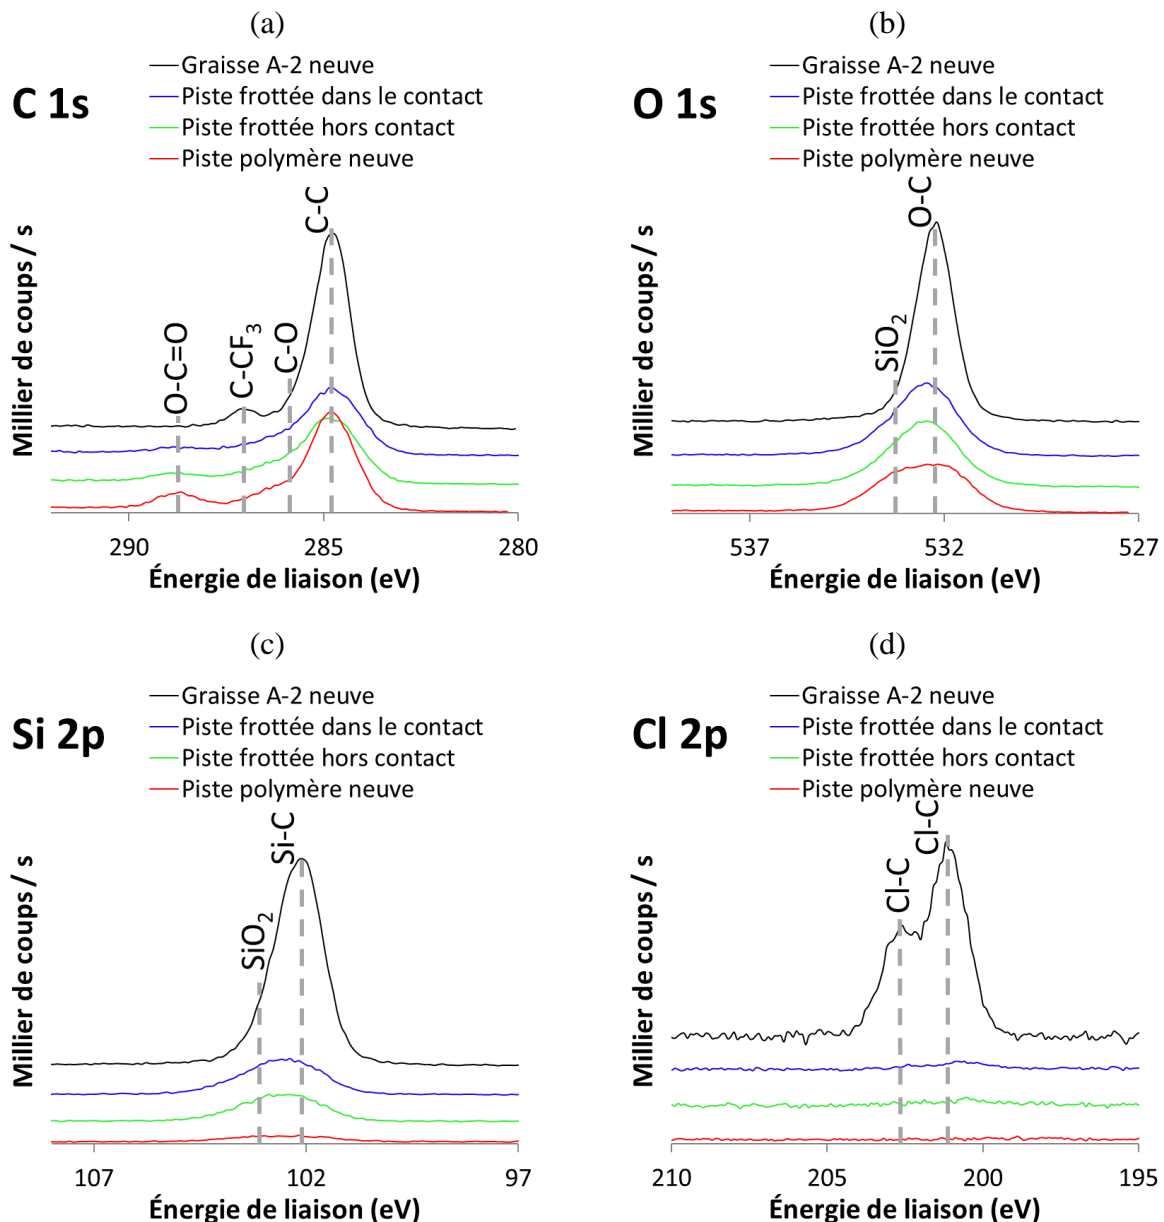 (a)
Graisse A-2 neuve
Piste frottée dans le contact
Piste frottée hors contact
Piste polymère neuve
C 1s
Millier de coups / s
O-C=O
C-CF3
C-O
C-C
290
285
280
Énergie de liaison (eV)
(b)
Graisse A-2 neuve
Piste frottée dans le contact
Piste frottée hors contact
Piste polymère neuve
O 1s
Millier de coups / s
SiO2
O-C
537
532
527
Énergie de liaison (eV)
(c)
Graisse A-2 neuve
Piste frottée dans le contact
Piste frottée hors contact
Piste polymère neuve
Si 2p
Millier de coups / s
SiO2
Si-C
107
102
97
Énergie de liaison (eV)
(d)
Graisse A-2 neuve
Piste frottée dans le contact
Piste frottée hors contact
Piste polymère neuve
Cl 2p
Millier de coups / s
Cl-C
Cl-C
210
205
200
195
Énergie de liaison (eV)